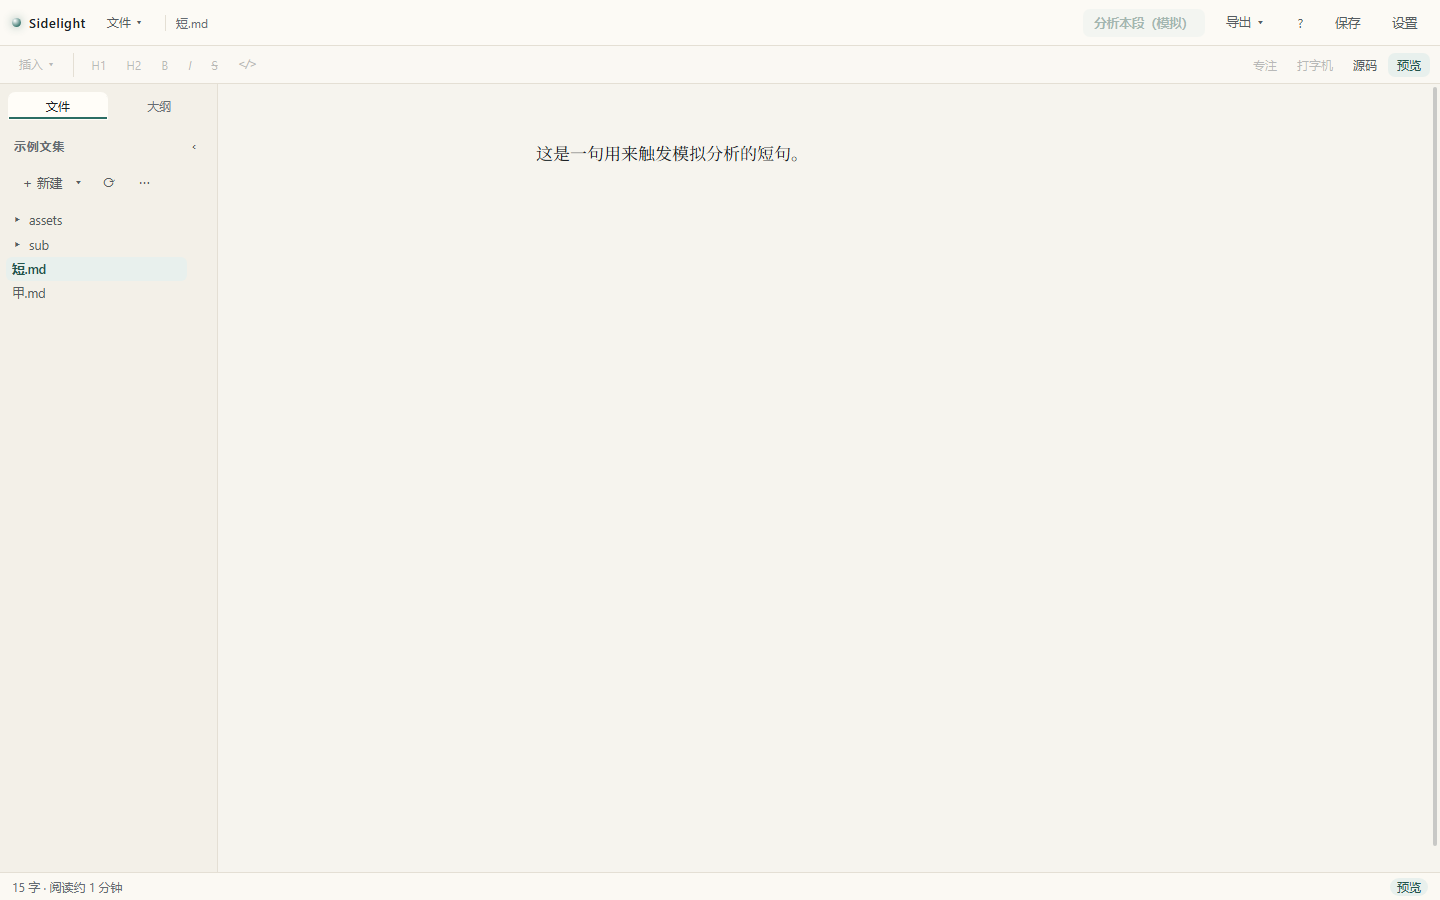 Sidelight 文件 ▾ 短.md 分析本段（模拟） 导出 ▾ ? 保存 设置
插入 ▾ H1 H2 B I S </> 专注 打字机 源码 预览
文件 大纲
示例文集 ‹
+ 新建 ▾ ⟳ ···
▸ assets
▸ sub
短.md
甲.md
这是一句用来触发模拟分析的短句。
15 字 · 阅读约 1 分钟 预览